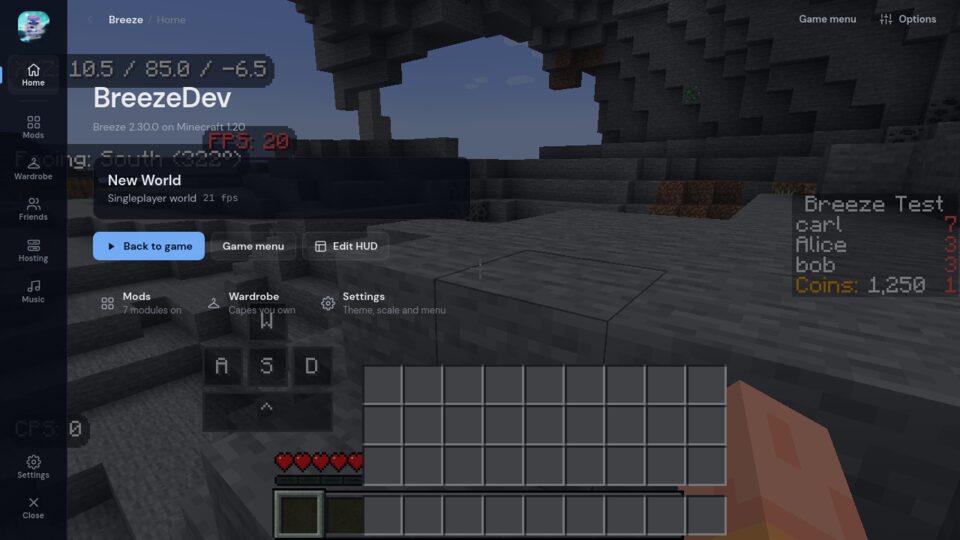 Breeze / Home
Game menu
Options
Home
10.5 / 85.0 / -6.5
BreezeDev
Breeze 2.30.0 on Minecraft 1.20
Mods
FPS: 20
Facing: South (322°)
Wardrobe
New World
Singleplayer world 21 fps
Friends
Breeze Test
carl 7
Alice 3
bob 3
Coins: 1,250 1
Back to game
Game menu
Edit HUD
Hosting
Music
Mods
7 modules on
Wardrobe
Capes you own
Settings
Theme, scale and menu
W
A S D
^
CPS: 0
Settings
Close